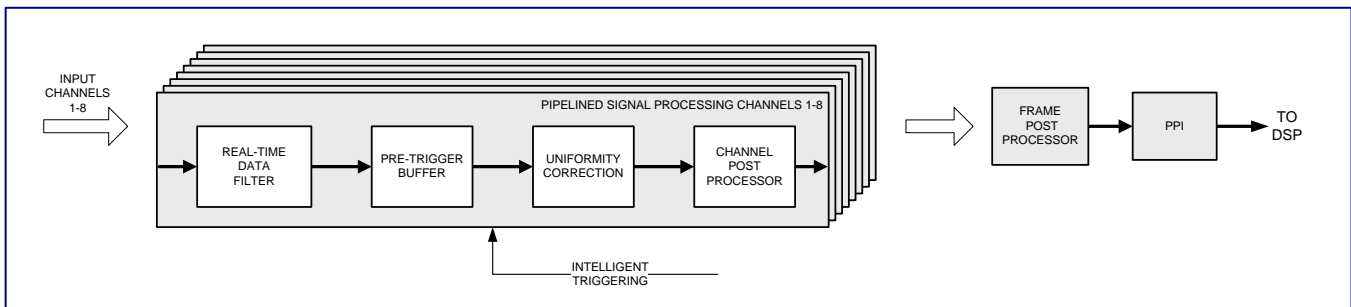 INPUT
CHANNELS
1-8
PIPELINED SIGNAL PROCESSING CHANNELS 1-8
REAL-TIME
DATA
FILTER
PRE-TRIGGER
BUFFER
UNIFORMITY
CORRECTION
CHANNEL
POST
PROCESSOR
INTELLIGENT
TRIGGERING
FRAME
POST
PROCESSOR
PPI
TO
DSP